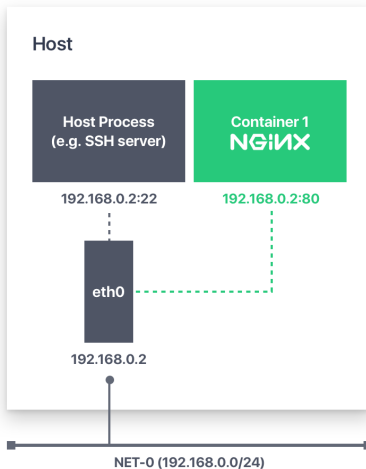 Host
Host Process
(e.g. SSH server)
Container 1
NGINX
192.168.0.2:22
192.168.0.2:80
eth0
192.168.0.2
NET-0 (192.168.0.0/24)